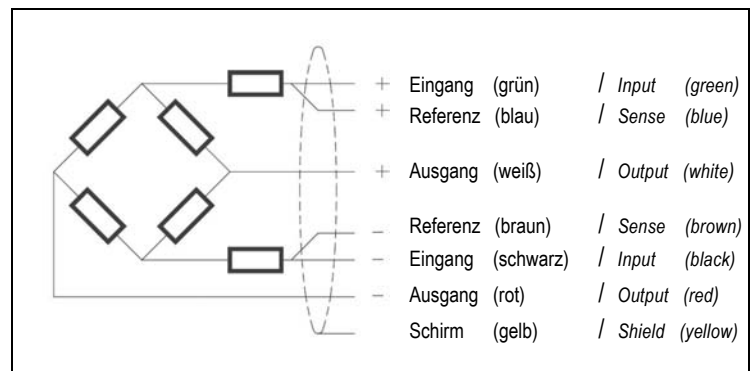 + Eingang (grün) / Input (green)
+ Referenz (blau) / Sense (blue)
+ Ausgang (weiß) / Output (white)
− Referenz (braun) / Sense (brown)
− Eingang (schwarz) / Input (black)
− Ausgang (rot) / Output (red)
Schirm (gelb) / Shield (yellow)